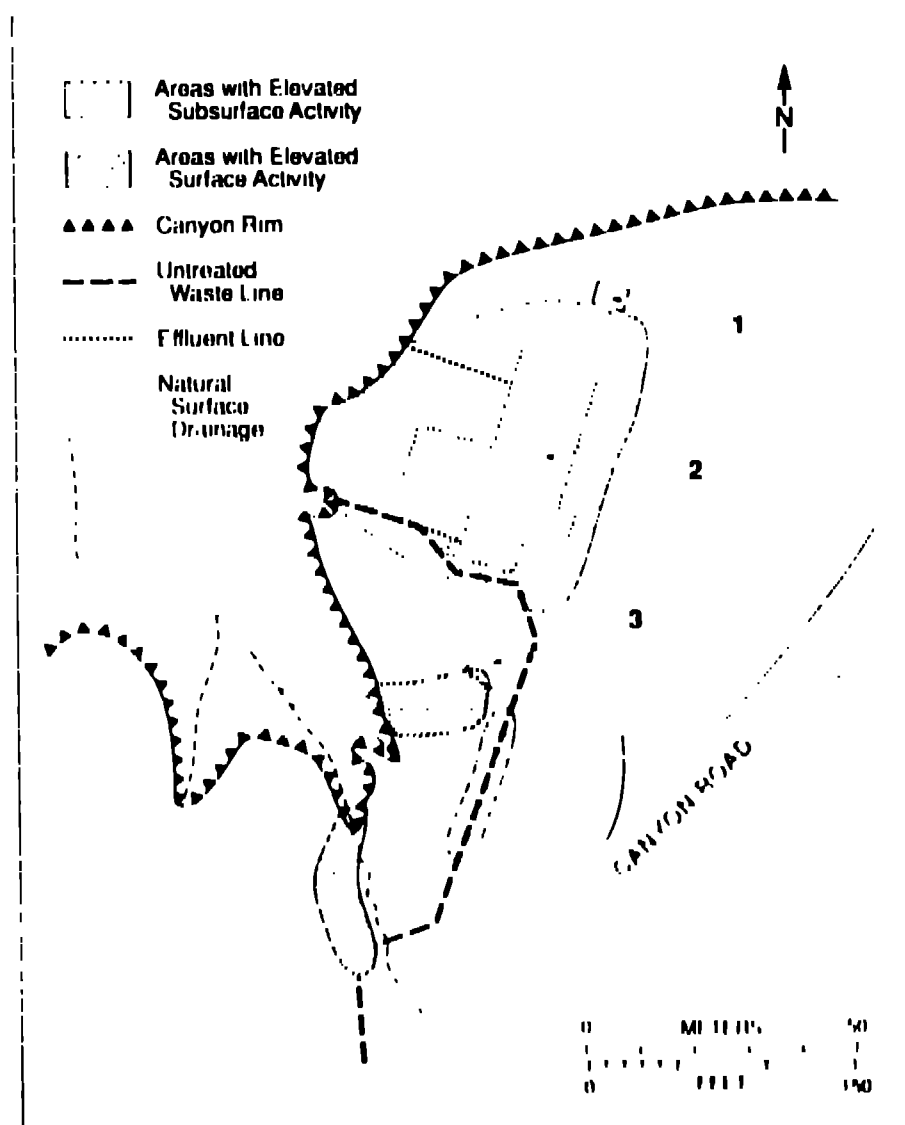 Areas with Elevated
Subsurface Activity
Areas with Elevated
Surface Activity
Canyon Rim
Untreated
Waste Line
Effluent Line
Natural
Surface
Drainage
N
1
2
3
CANYON ROAD
0 METERS 50
0 FEET 150